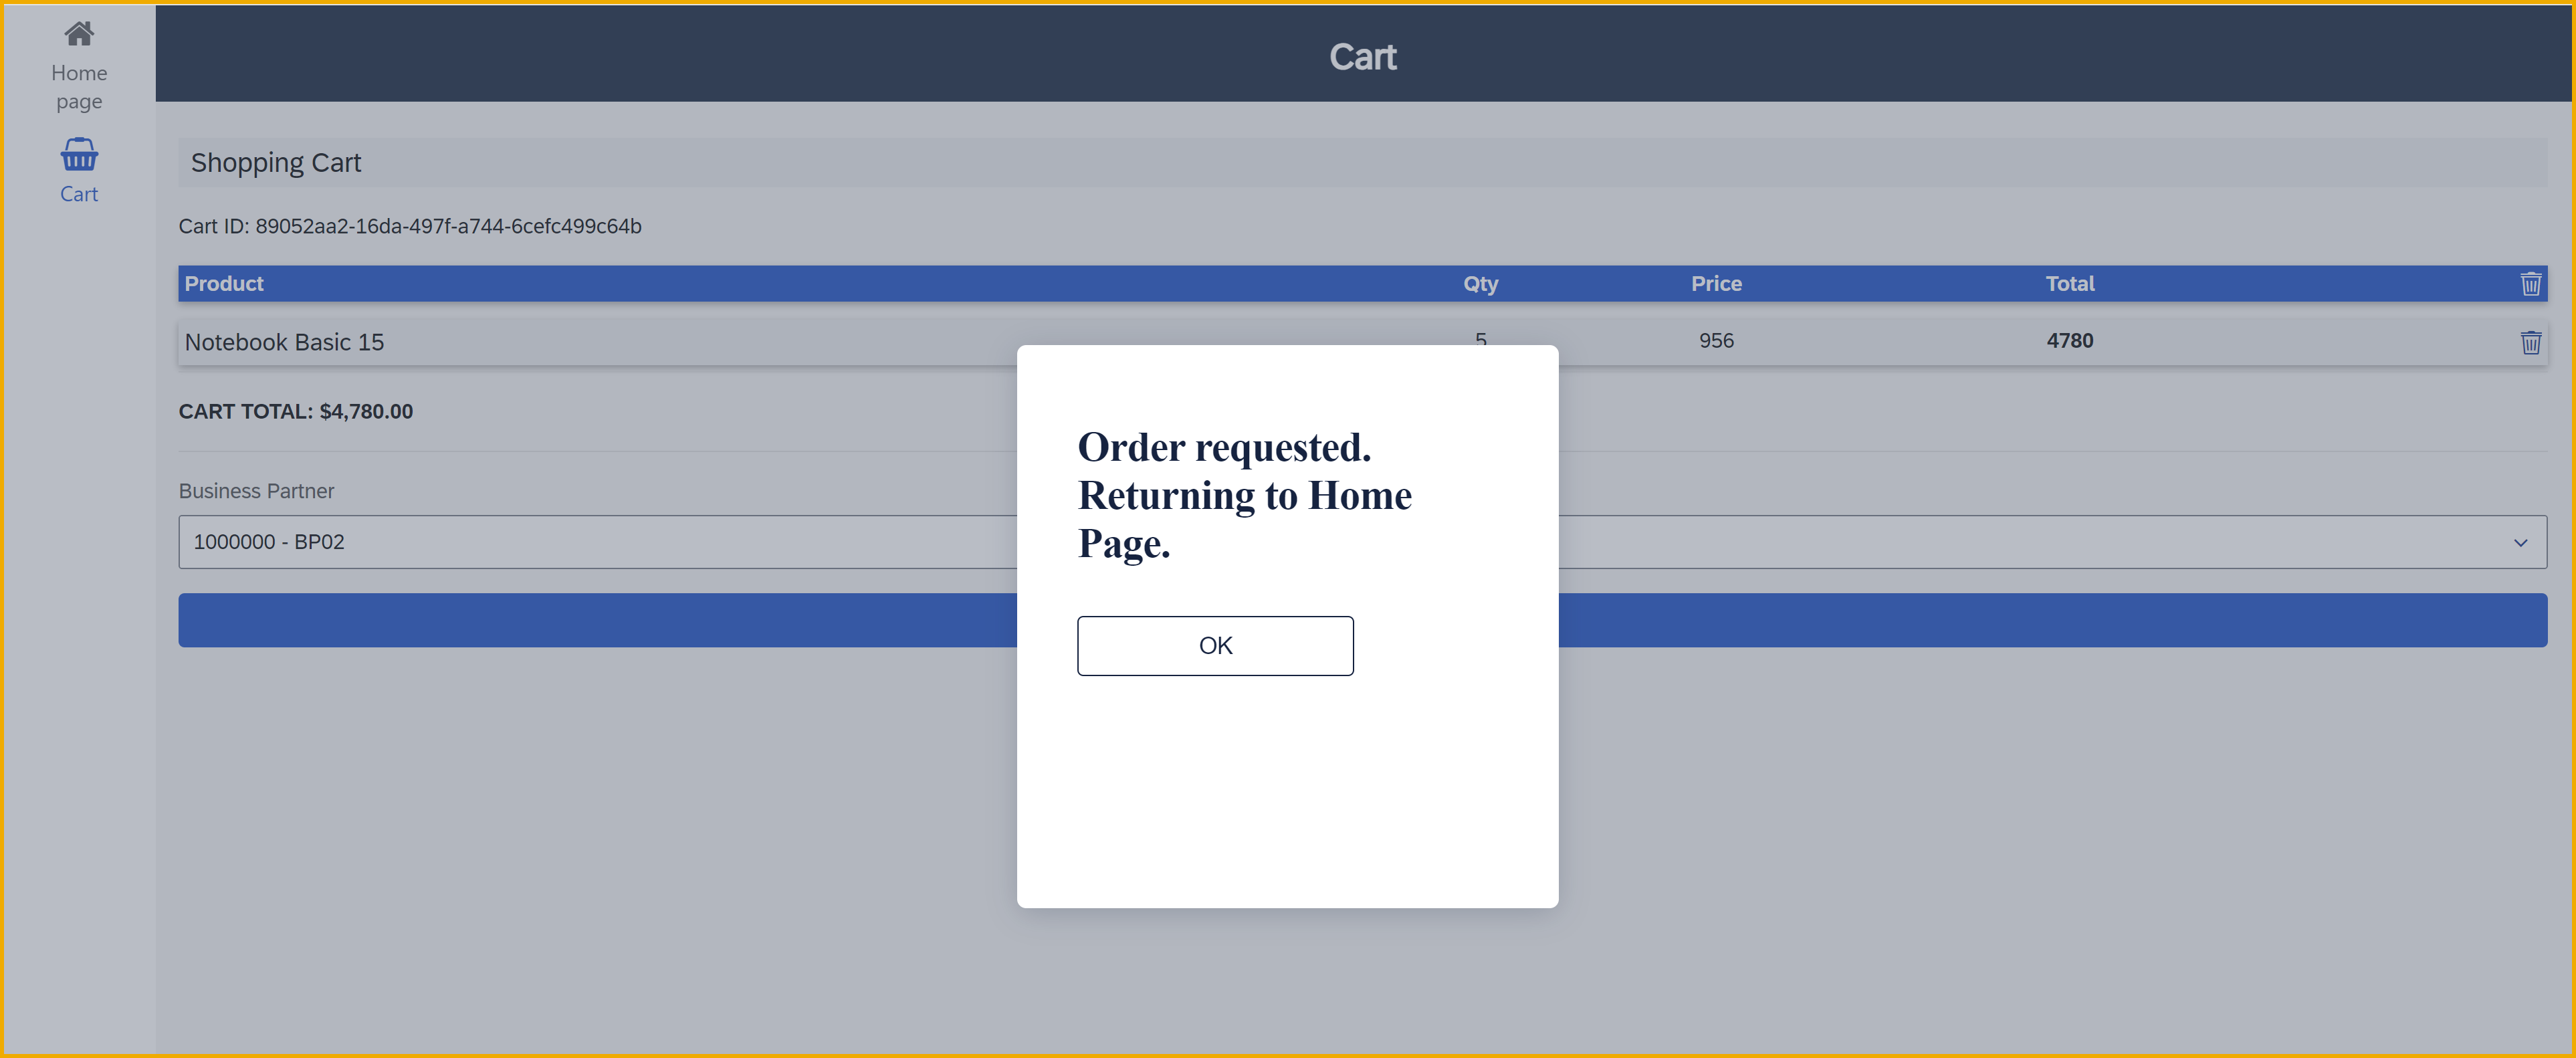 Home
page
Cart
Cart
Shopping Cart
Cart ID: 89052aa2-16da-497f-a744-6cefc499c64b
Product Qty Price Total
Notebook Basic 15 5 956 4780
CART TOTAL: $4,780.00
Business Partner
1000000 - BP02
Order requested.
Returning to Home
Page.
OK